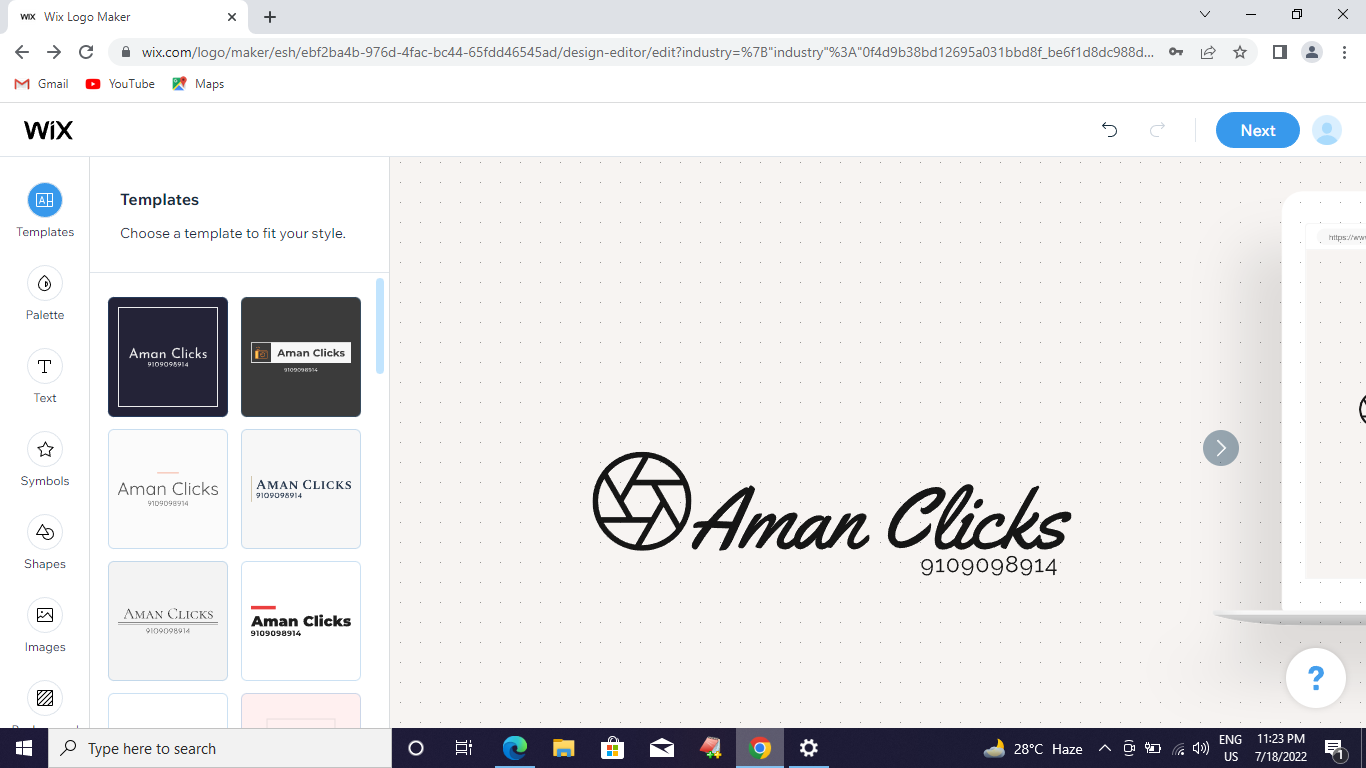 WiX Wix Logo Maker
wix.com/logo/maker/esh/ebf2ba4b-976d-4fac-bc44-65fdd46545ad/design-editor/edit?industry=%7B"industry"%3A"0f4d9b38bd12695a031bbd8f_be6f1d8dc988d...
Gmail YouTube Maps
WiX
Next
Templates
Palette
Text
Symbols
Shapes
Images
Templates
Choose a template to fit your style.
Aman Clicks
9109098914
Aman Clicks
9109098914
Aman Clicks
9109098914
Aman Clicks
9109098914
Aman Clicks
9109098914
Aman Clicks
9109098914
Aman Clicks
9109098914
https://www
?
Type here to search
28°C Haze
ENG
US
11:23 PM
7/18/2022
1